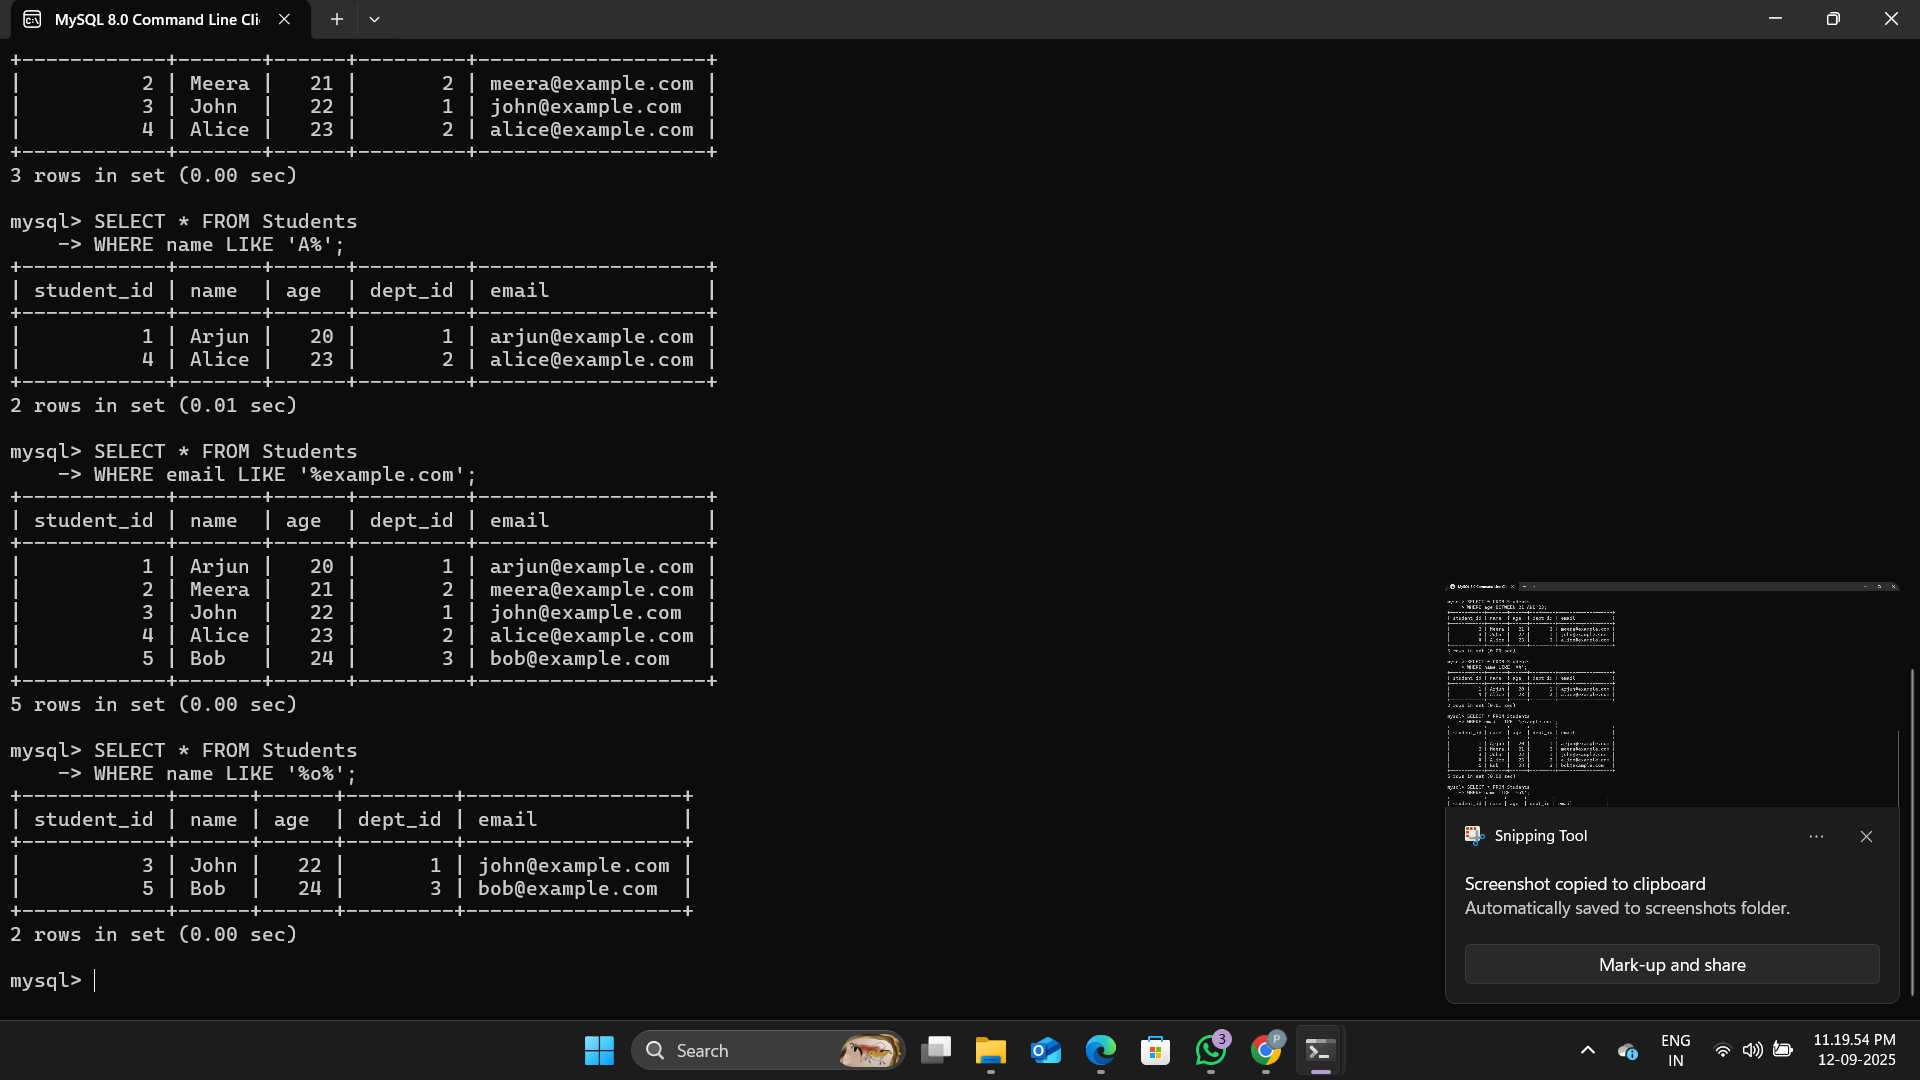 MySQL 8.0 Command Line Cli
+------------+-------+------+---------+-------------------+
|          2 | Meera |   21 |       2 | meera@example.com |
|          3 | John  |   22 |       1 | john@example.com  |
|          4 | Alice |   23 |       2 | alice@example.com |
+------------+-------+------+---------+-------------------+
3 rows in set (0.00 sec)
mysql> SELECT * FROM Students
    -> WHERE name LIKE 'A%';
+------------+-------+------+---------+-------------------+
| student_id | name  | age  | dept_id | email             |
+------------+-------+------+---------+-------------------+
|          1 | Arjun |   20 |       1 | arjun@example.com |
|          4 | Alice |   23 |       2 | alice@example.com |
+------------+-------+------+---------+-------------------+
2 rows in set (0.01 sec)
mysql> SELECT * FROM Students
    -> WHERE email LIKE '%example.com';
+------------+-------+------+---------+-------------------+
| student_id | name  | age  | dept_id | email             |
+------------+-------+------+---------+-------------------+
|          1 | Arjun |   20 |       1 | arjun@example.com |
|          2 | Meera |   21 |       2 | meera@example.com |
|          3 | John  |   22 |       1 | john@example.com  |
|          4 | Alice |   23 |       2 | alice@example.com |
|          5 | Bob   |   24 |       3 | bob@example.com   |
+------------+-------+------+---------+-------------------+
5 rows in set (0.00 sec)
mysql> SELECT * FROM Students
    -> WHERE name LIKE '%o%';
+------------+------+------+---------+------------------+
| student_id | name | age  | dept_id | email            |
+------------+------+------+---------+------------------+
|          3 | John |   22 |       1 | john@example.com |
|          5 | Bob  |   24 |       3 | bob@example.com  |
+------------+------+------+---------+------------------+
2 rows in set (0.00 sec)
mysql>
Snipping Tool
Screenshot copied to clipboard
Automatically saved to screenshots folder.
Mark-up and share
Search
3
P
ENG
IN
11.19.54 PM
12-09-2025